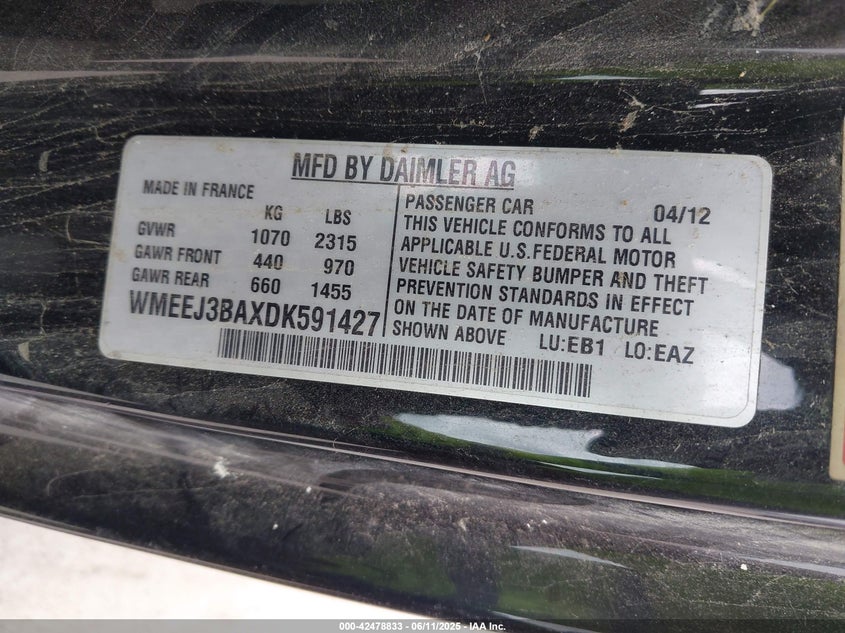 MFD BY DAIMLER AG
MADE IN FRANCE
KG LBS
GVWR 1070 2315
GAWR FRONT 440 970
GAWR REAR 660 1455
WMEEJ3BAXDK591427
PASSENGER CAR 04/12
THIS VEHICLE CONFORMS TO ALL
APPLICABLE U.S.FEDERAL MOTOR
VEHICLE SAFETY BUMPER AND THEFT
PREVENTION STANDARDS IN EFFECT
ON THE DATE OF MANUFACTURE
SHOWN ABOVE LU:EB1 LO:EAZ
000-42478833 - 06/11/2025 - IAA, Inc.